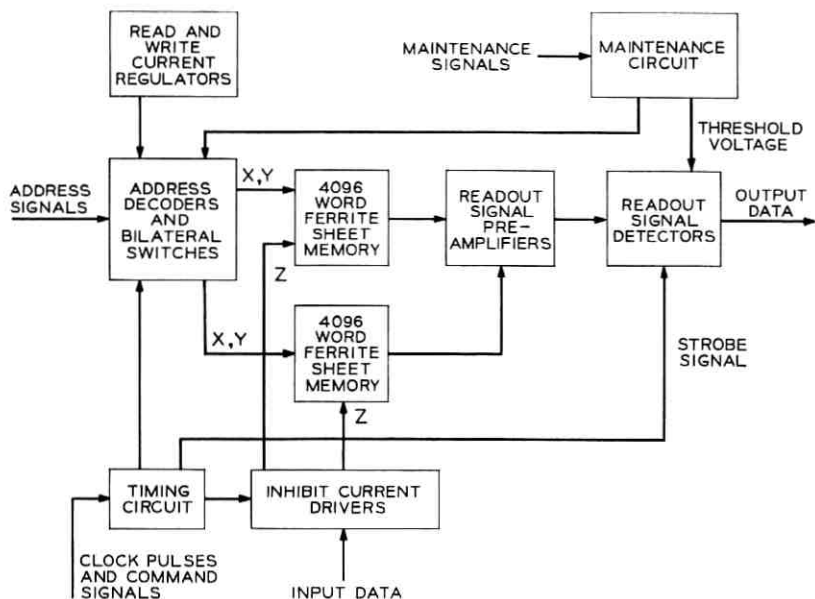 READ AND
WRITE
CURRENT
REGULATORS
MAINTENANCE
SIGNALS
MAINTENANCE
CIRCUIT
THRESHOLD
VOLTAGE
ADDRESS
SIGNALS
ADDRESS
DECODERS
AND
BILATERAL
SWITCHES
X,Y
4096
WORD
FERRITE
SHEET
MEMORY
READOUT
SIGNAL
PRE-
AMPLIFIERS
READOUT
SIGNAL
DETECTORS
OUTPUT
DATA
Z
X,Y
4096
WORD
FERRITE
SHEET
MEMORY
STROBE
SIGNAL
Z
TIMING
CIRCUIT
INHIBIT CURRENT
DRIVERS
CLOCK PULSES
AND COMMAND
SIGNALS
INPUT DATA